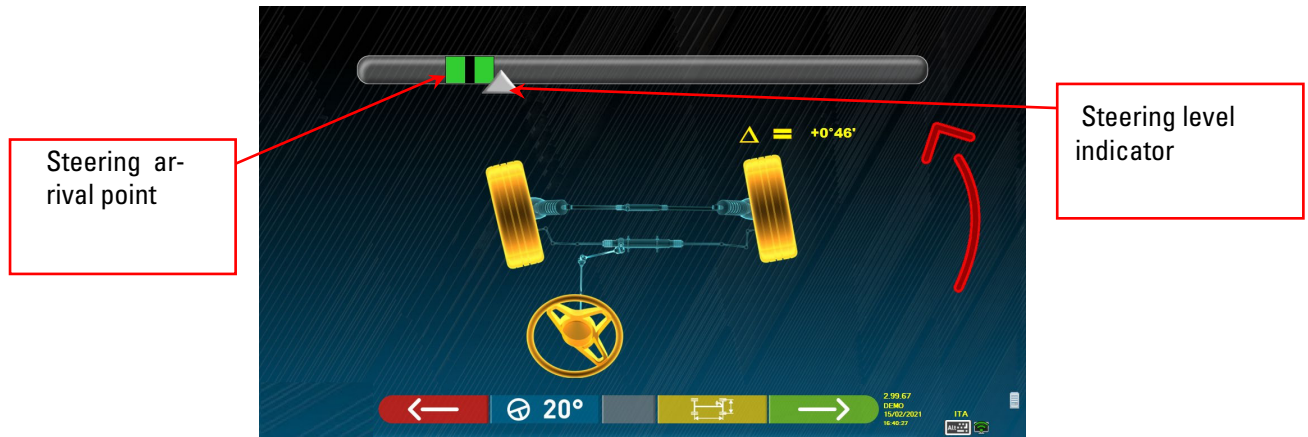 Steering ar-
rival point
Steering level
indicator
Δ = +0°46'
20°
2.99.67
DEMO
15/02/2021
16:40:27
ITA
Alt